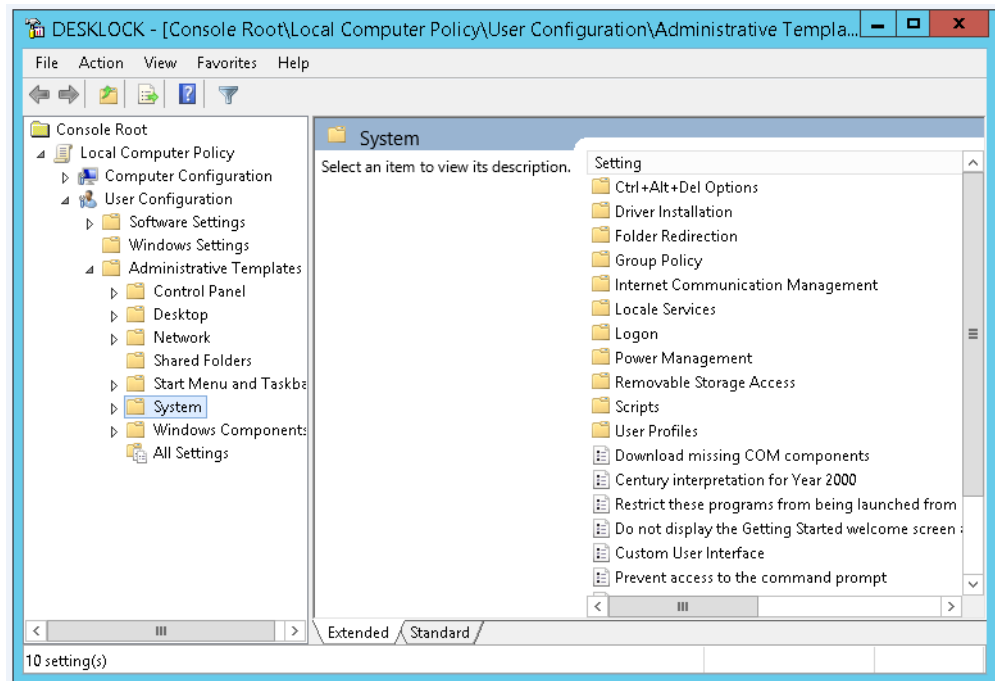 DESKLOCK - [Console Root\Local Computer Policy\User Configuration\Administrative Templa...
File Action View Favorites Help
Console Root
Local Computer Policy
Computer Configuration
User Configuration
Software Settings
Windows Settings
Administrative Templates
Control Panel
Desktop
Network
Shared Folders
Start Menu and Taskba
System
Windows Components
All Settings
System
Select an item to view its description.
Setting
Ctrl+Alt+Del Options
Driver Installation
Folder Redirection
Group Policy
Internet Communication Management
Locale Services
Logon
Power Management
Removable Storage Access
Scripts
User Profiles
Download missing COM components
Century interpretation for Year 2000
Restrict these programs from being launched from
Do not display the Getting Started welcome screen
Custom User Interface
Prevent access to the command prompt
Extended Standard
10 setting(s)